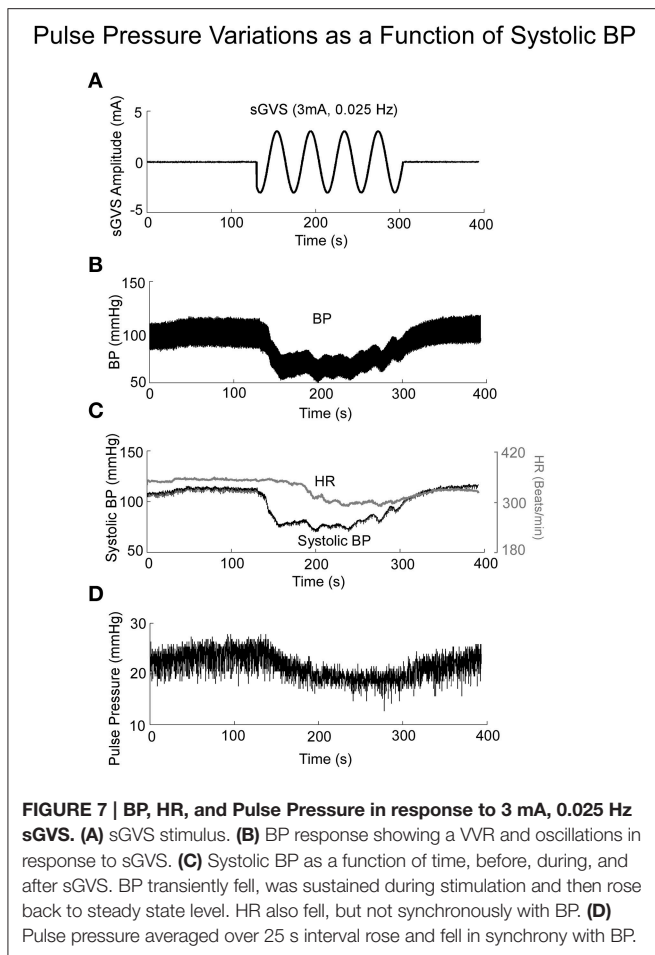 Pulse Pressure Variations as a Function of Systolic BP
A
sGVS (3mA, 0.025 Hz)
sGVS Amplitude (mA)
5
0
-5
0 100 200 300 400
Time (s)
B
BP
BP (mmHg)
150
100
50
0 100 200 300 400
Time (s)
C
Systolic BP (mmHg)
150
100
50
HR
Systolic BP
420
300
180
HR (Beats/min)
0 100 200 300 400
Time (s)
D
Pulse Pressure (mmHg)
30
20
10
0 100 200 300 400
Time (s)
FIGURE 7 | BP, HR, and Pulse Pressure in response to 3 mA, 0.025 Hz
sGVS. (A) sGVS stimulus. (B) BP response showing a VVR and oscillations in
response to sGVS. (C) Systolic BP as a function of time, before, during, and
after sGVS. BP transiently fell, was sustained during stimulation and then rose
back to steady state level. HR also fell, but not synchronously with BP. (D)
Pulse pressure averaged over 25 s interval rose and fell in synchrony with BP.